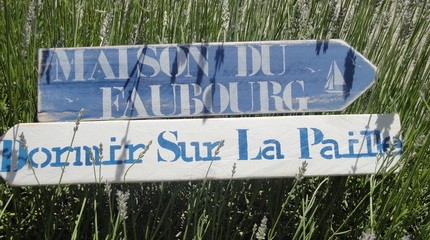 MAISON DU
FAUBOURG
Dormir Sur La Paille